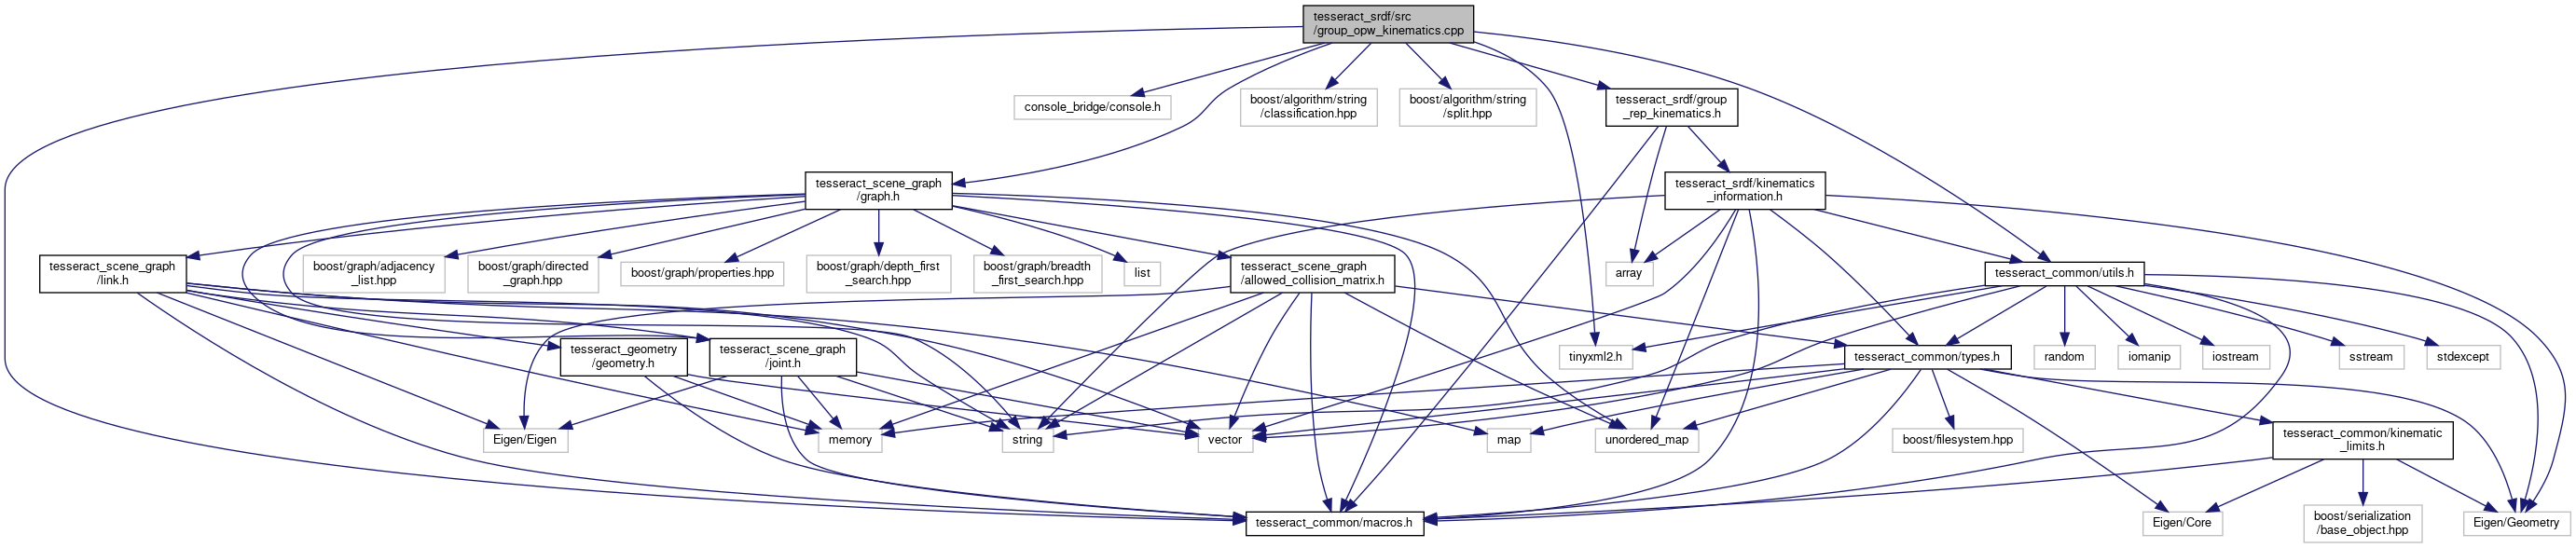 tesseract_srdf/src
/group_opw_kinematics.cpp
console_bridge/console.h
boost/algorithm/string
/classification.hpp
boost/algorithm/string
/split.hpp
tesseract_srdf/group
_rep_kinematics.h
tesseract_scene_graph
/graph.h
tesseract_srdf/kinematics
_information.h
tesseract_scene_graph
/link.h
boost/graph/adjacency
_list.hpp
boost/graph/directed
_graph.hpp
boost/graph/properties.hpp
boost/graph/depth_first
_search.hpp
boost/graph/breadth
_first_search.hpp
list
tesseract_scene_graph
/allowed_collision_matrix.h
array
tesseract_common/utils.h
tesseract_geometry
/geometry.h
tesseract_scene_graph
/joint.h
tinyxml2.h
tesseract_common/types.h
random
iomanip
iostream
sstream
stdexcept
Eigen/Eigen
memory
string
vector
map
unordered_map
boost/filesystem.hpp
tesseract_common/kinematic
_limits.h
tesseract_common/macros.h
Eigen/Core
boost/serialization
/base_object.hpp
Eigen/Geometry